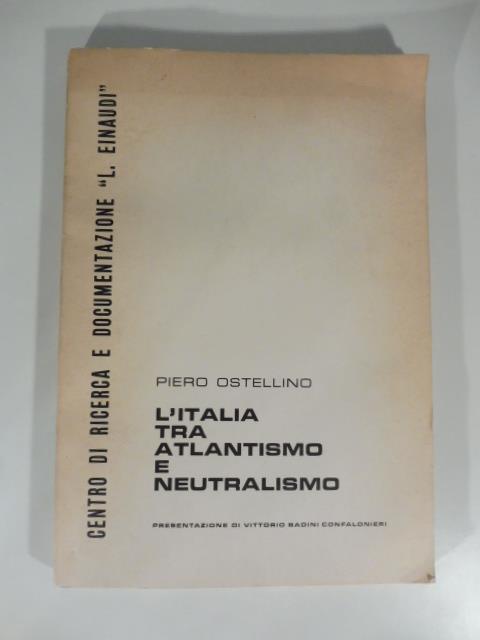 CENTRO DI RICERCA E DOCUMENTAZIONE "L. EINAUDI"
PIERO OSTELLINO
L'ITALIA
TRA
ATLANTISMO
E
NEUTRALISMO
PRESENTAZIONE DI VITTORIO BADINI CONFALONIERI